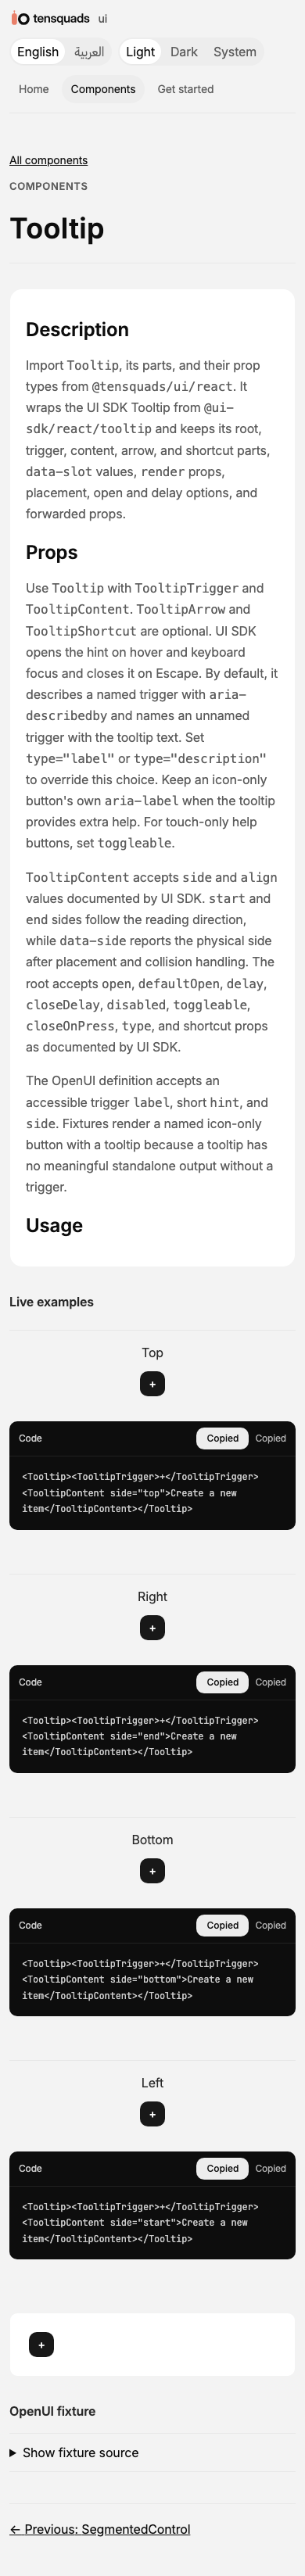 tensquads ui
English العربية Light Dark System
Home Components Get started
All components
COMPONENTS
Tooltip
Description
Import Tooltip, its parts, and their prop
types from @tensquads/ui/react. It
wraps the UI SDK Tooltip from @ui-
sdk/react/tooltip and keeps its root,
trigger, content, arrow, and shortcut parts,
data-slot values, render props,
placement, open and delay options, and
forwarded props.
Props
Use Tooltip with TooltipTrigger and
TooltipContent. TooltipArrow and
TooltipShortcut are optional. UI SDK
opens the hint on hover and keyboard
focus and closes it on Escape. By default, it
describes a named trigger with aria-
describedby and names an unnamed
trigger with the tooltip text. Set
type="label" or type="description"
to override this choice. Keep an icon-only
button's own aria-label when the tooltip
provides extra help. For touch-only help
buttons, set toggleable.
TooltipContent accepts side and align
values documented by UI SDK. start and
end sides follow the reading direction,
while data-side reports the physical side
after placement and collision handling. The
root accepts open, defaultOpen, delay,
closeDelay, disabled, toggleable,
closeOnPress, type, and shortcut props
as documented by UI SDK.
The OpenUI definition accepts an
accessible trigger label, short hint, and
side. Fixtures render a named icon-only
button with a tooltip because a tooltip has
no meaningful standalone output without a
trigger.
Usage
Live examples
Top
+
Code Copied Copied
<Tooltip><TooltipTrigger>+</TooltipTrigger>
<TooltipContent side="top">Create a new
item</TooltipContent></Tooltip>
Right
+
Code Copied Copied
<Tooltip><TooltipTrigger>+</TooltipTrigger>
<TooltipContent side="end">Create a new
item</TooltipContent></Tooltip>
Bottom
+
Code Copied Copied
<Tooltip><TooltipTrigger>+</TooltipTrigger>
<TooltipContent side="bottom">Create a new
item</TooltipContent></Tooltip>
Left
+
Code Copied Copied
<Tooltip><TooltipTrigger>+</TooltipTrigger>
<TooltipContent side="start">Create a new
item</TooltipContent></Tooltip>
+
OpenUI fixture
▶ Show fixture source
← Previous: SegmentedControl